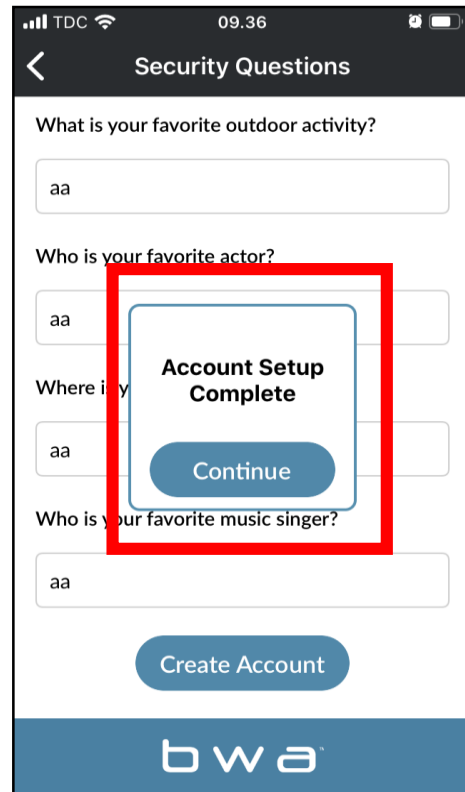 TDC 09.36
Security Questions
What is your favorite outdoor activity?
aa
Who is your favorite actor?
aa
Account Setup
Complete
Where is y
aa
Continue
Who is your favorite music singer?
aa
Create Account
bwa